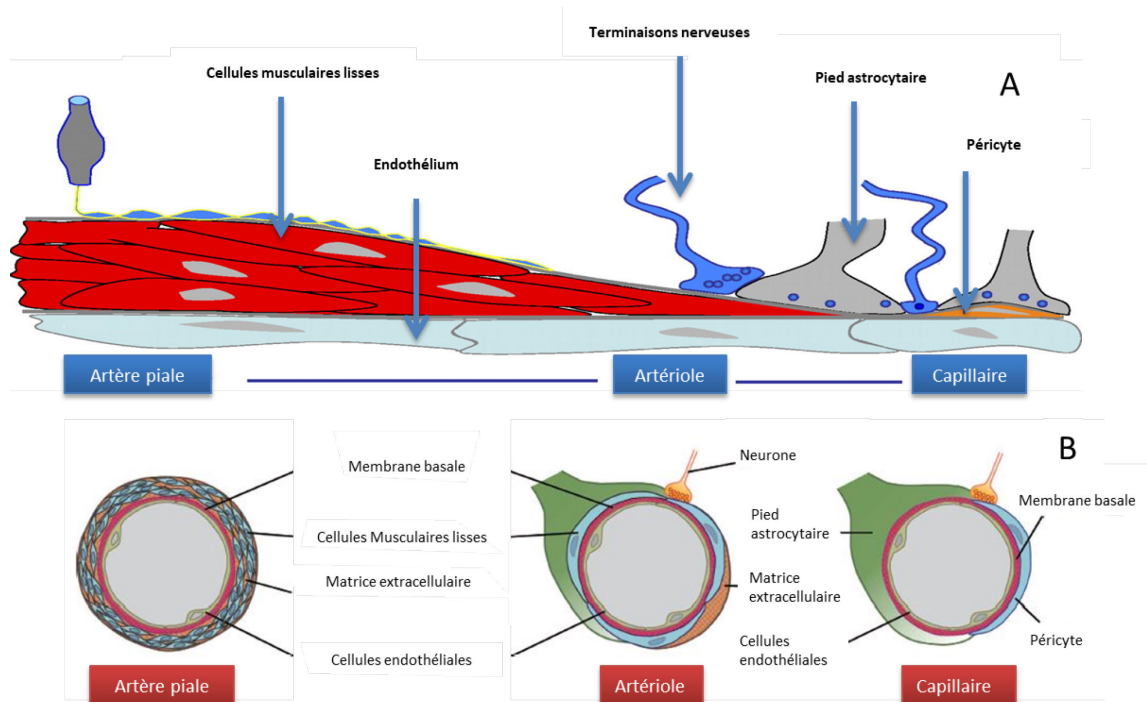 Terminaisons nerveuses
Cellules musculaires lisses
Pied astrocytaire
A
Péricyte
Endothélium
Artère piale
Artériole
Capillaire
B
Membrane basale
Neurone
Membrane basale
Pied
astrocytaire
Cellules Musculaires lisses
Matrice extracellulaire
Matrice
extracellulaire
Cellules endothéliales
Cellules
endothéliales
Péricyte
Artère piale
Artériole
Capillaire